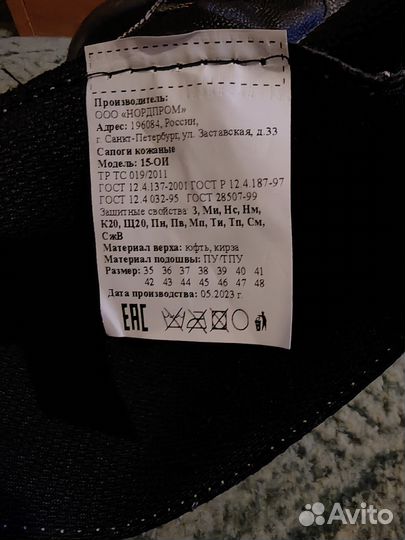 Производитель:
ООО «НОРДПРОМ»
Адрес: 196084, России,
г. Санкт-Петербург, ул. Заставская, д.33
Сапоги кожаные
Модель: 15-ОИ
ТР ТС 019/2011
ГОСТ 12.4.137-2001 ГОСТ Р 12.4.187-97
ГОСТ 12.4.032-95 ГОСТ 28507-99
Защитные свойства: З, Ми, Нс, Нм,
К20, Щ20, Пн, Пв, Мп, Ти, Тп, См,
СжВ
Материал верха: юфть, кирза
Материал подошвы: ПУ/ТПУ
Размер: 35 36 37 38 39 40 41
42 43 44 45 46 47 48
Дата производства: 05.2023 г.
EAC
Avito